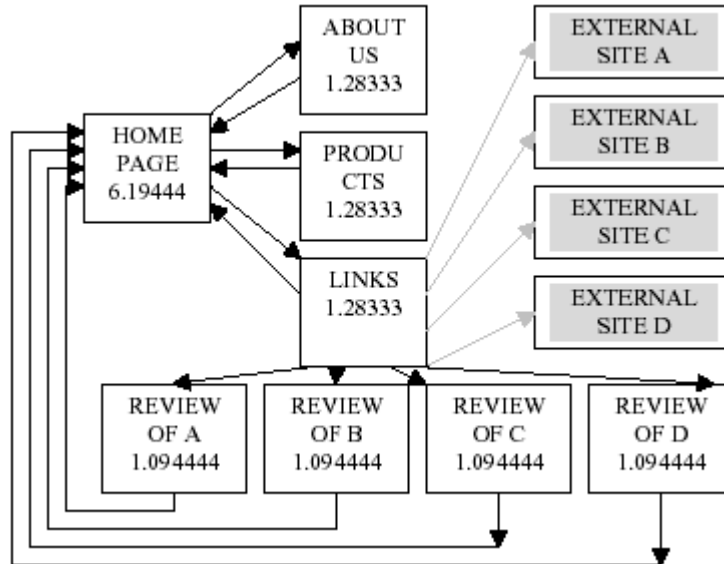 ABOUT
US
1.28333
EXTERNAL
SITE A
HOME
PAGE
6.19444
EXTERNAL
SITE B
PRODU
CTS
1.28333
EXTERNAL
SITE C
LINKS
1.28333
EXTERNAL
SITE D
REVIEW
OF A
1.094444
REVIEW
OF B
1.094444
REVIEW
OF C
1.094444
REVIEW
OF D
1.094444